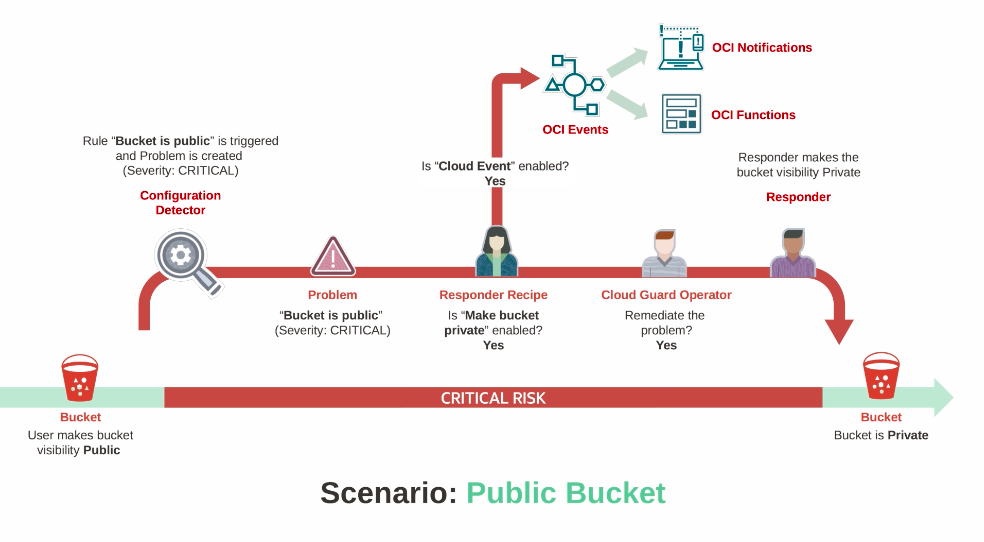 OCI Notifications
OCI Functions
OCI Events
Rule “Bucket is public” is triggered
and Problem is created
(Severity: CRITICAL)
Configuration
Detector
Is “Cloud Event” enabled?
Yes
Responder makes the
bucket visibility Private
Responder
Problem
“Bucket is public”
(Severity: CRITICAL)
Responder Recipe
Is “Make bucket
private” enabled?
Yes
Cloud Guard Operator
Remediate the
problem?
Yes
CRITICAL RISK
Bucket
User makes bucket
visibility Public
Bucket
Bucket is Private
Scenario: Public Bucket